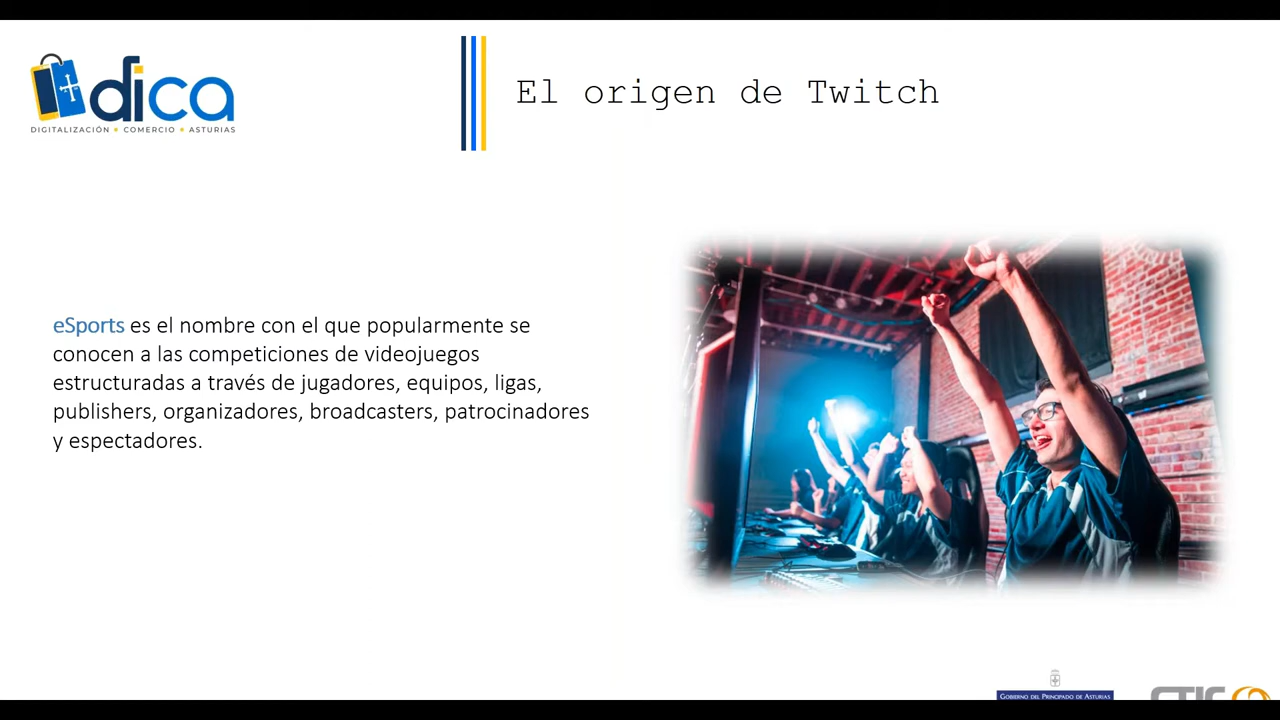 dica
DIGITALIZACIÓN • COMERCIO • ASTURIAS
El origen de Twitch
eSports es el nombre con el que popularmente se
conocen a las competiciones de videojuegos
estructuradas a través de jugadores, equipos, ligas,
publishers, organizadores, broadcasters, patrocinadores
y espectadores.
GOBIERNO DEL PRINCIPADO DE ASTURIAS